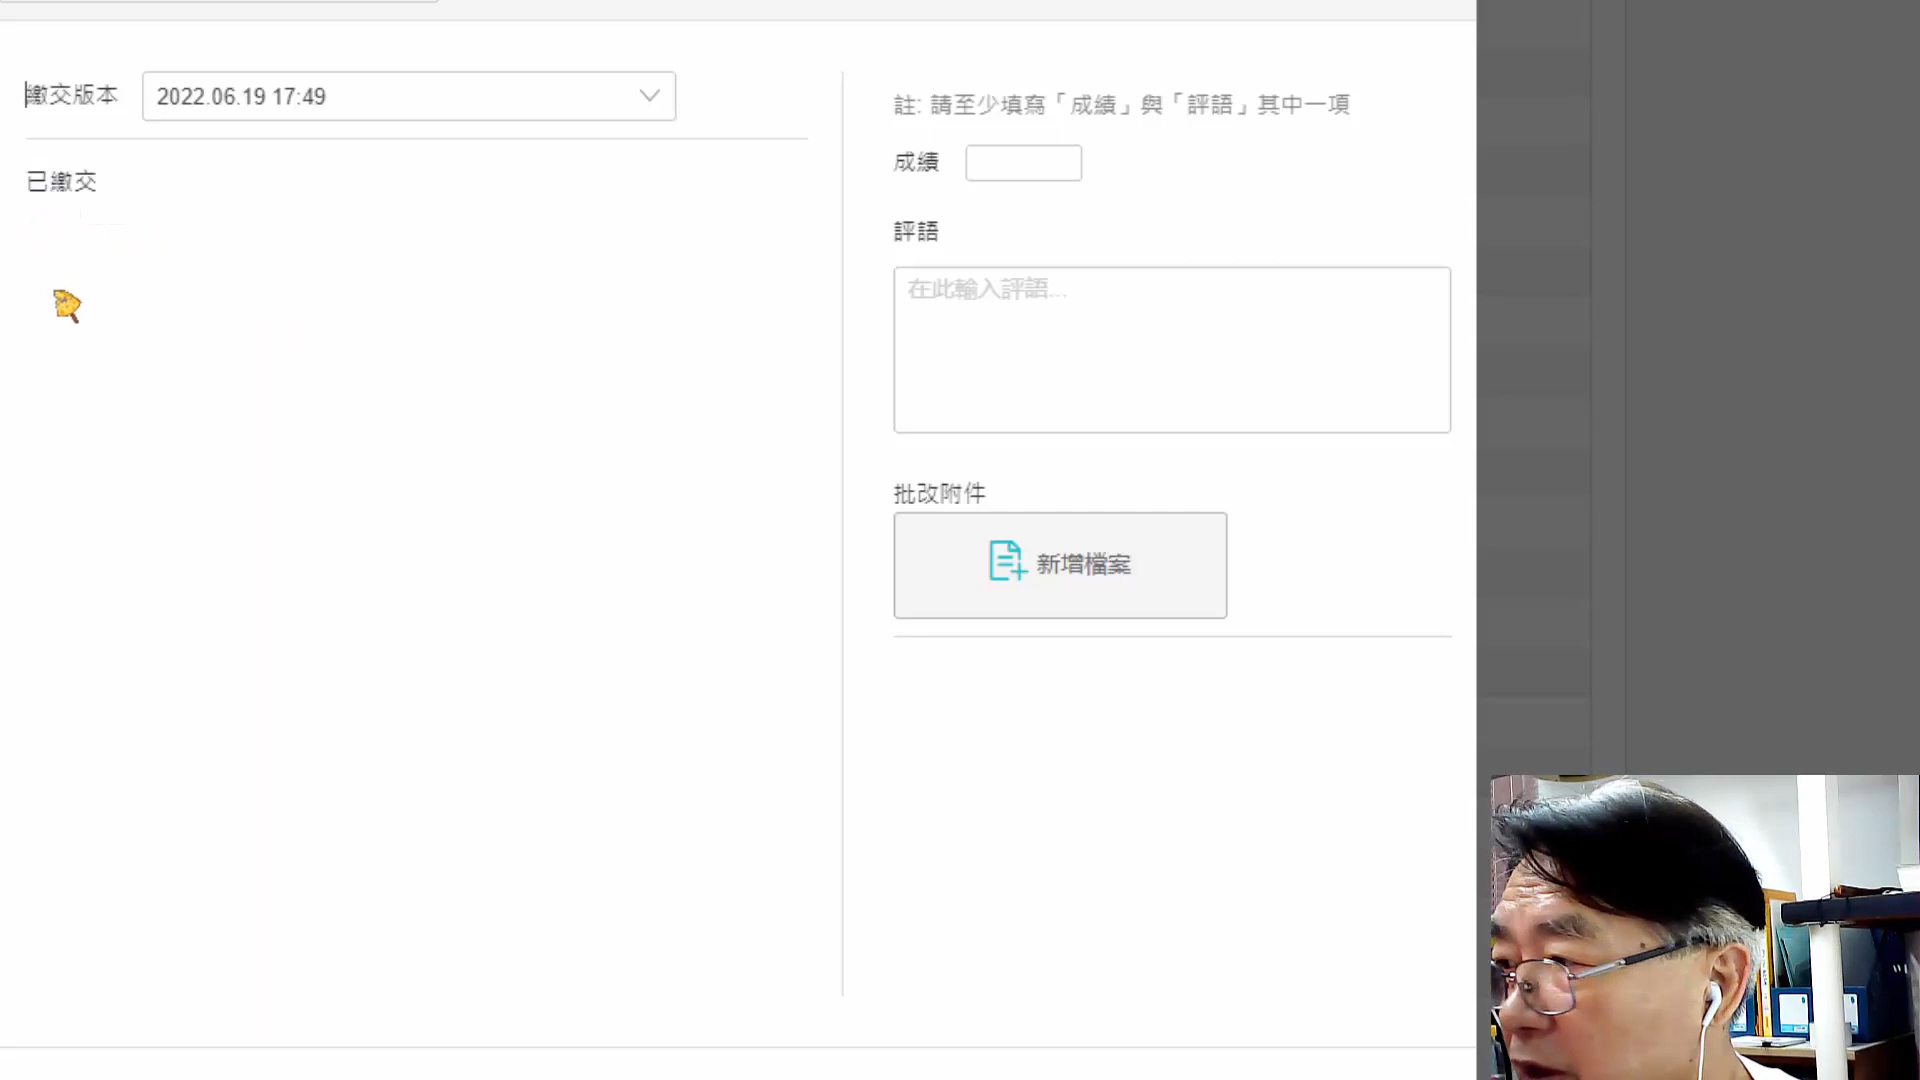 繳交版本
2022.06.19 17:49
已繳交
註: 請至少填寫「成績」與「評語」其中一項
成績
評語
在此輸入評語...
批改附件
新增檔案